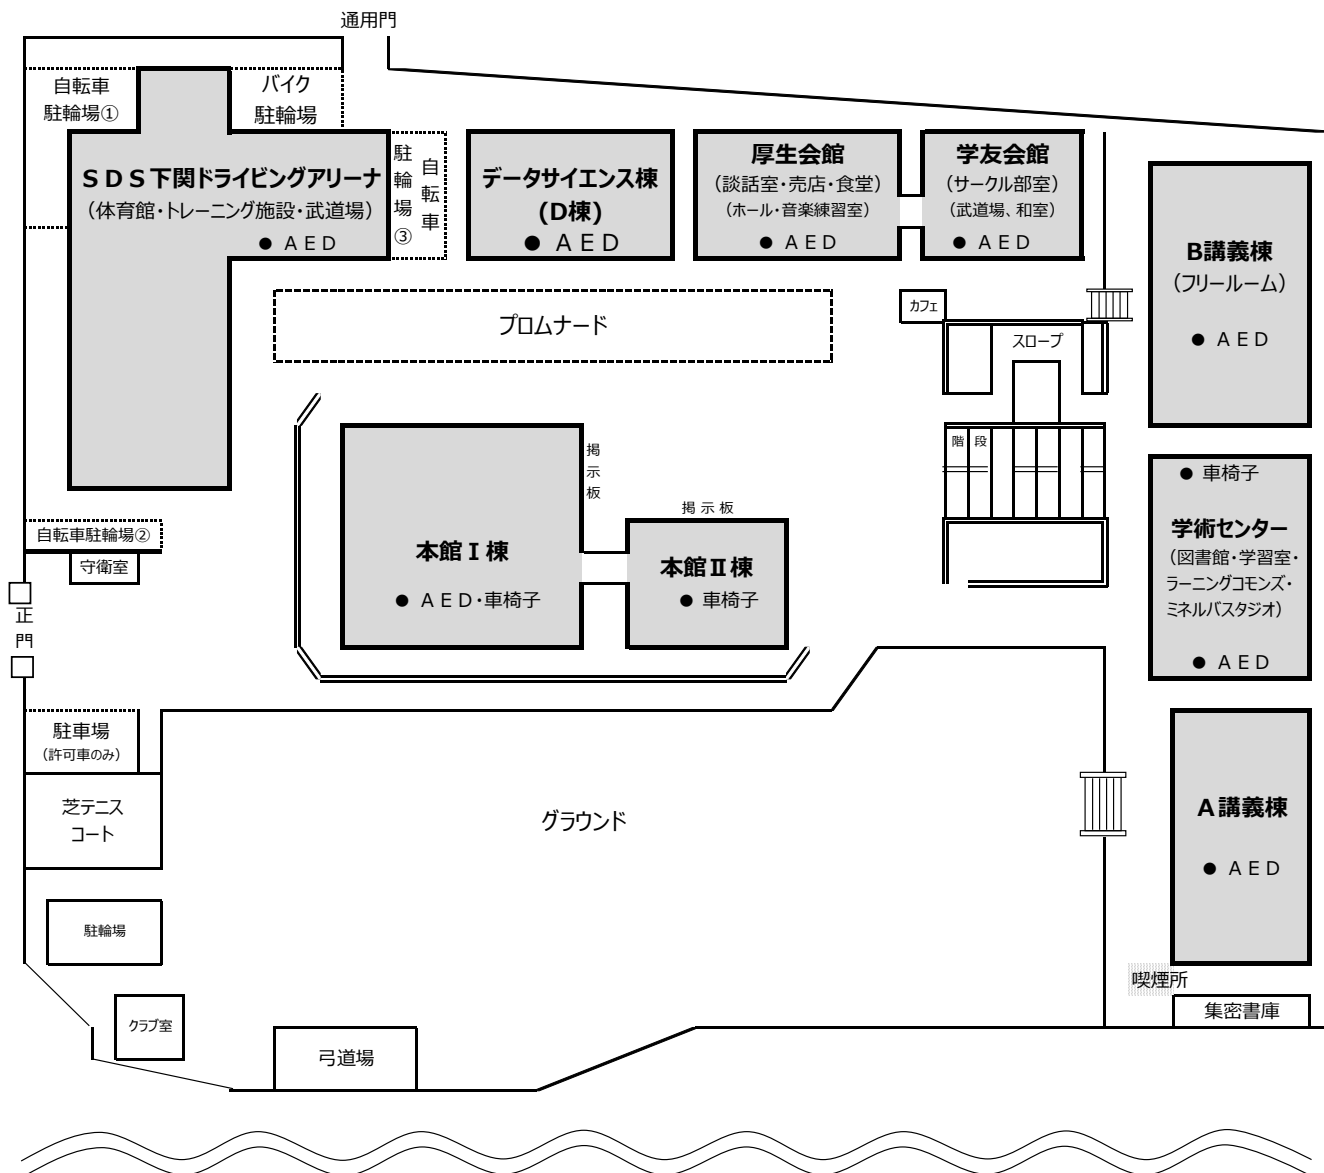 通用門
自転車
駐輪場①
バイク
駐輪場
ＳＤＳ下関ドライビングアリーナ
（体育館・トレーニング施設・武道場）
● ＡＥＤ
自転車
駐輪場③
データサイエンス棟
(D棟)
● ＡＥＤ
厚生会館
（談話室・売店・食堂）
（ホール・音楽練習室）
● ＡＥＤ
学友会館
（サークル部室）
（武道場、和室）
● ＡＥＤ
B講義棟
（フリールーム）
● ＡＥＤ
プロムナード
カフェ
スロープ
階段
掲示板
掲示板
本館Ⅰ棟
● ＡＥＤ・車椅子
本館Ⅱ棟
● 車椅子
● 車椅子
学術センター
（図書館・学習室・
ラーニングコモンズ・
ミネルバスタジオ）
● ＡＥＤ
自転車駐輪場②
守衛室
正門
駐車場
（許可車のみ）
芝テニス
コート
グラウンド
A講義棟
● ＡＥＤ
駐輪場
喫煙所
集密書庫
クラブ室
弓道場